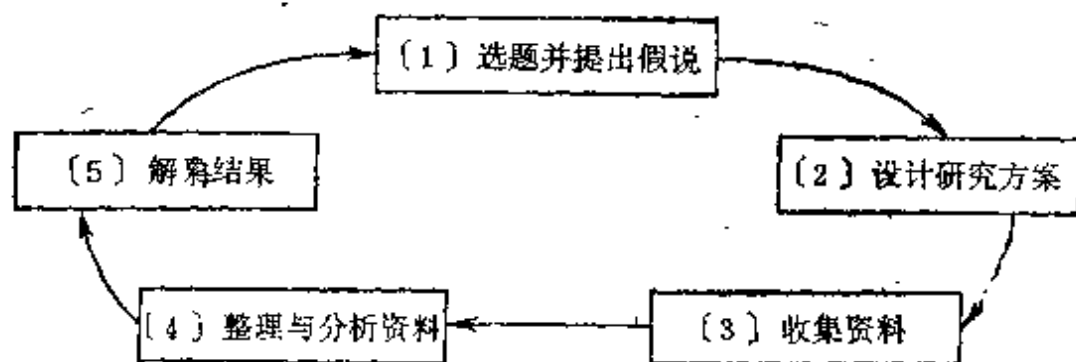 〔1〕选题并提出假说
〔2〕设计研究方案
〔3〕收集资料
〔4〕整理与分析资料
〔5〕解释结果